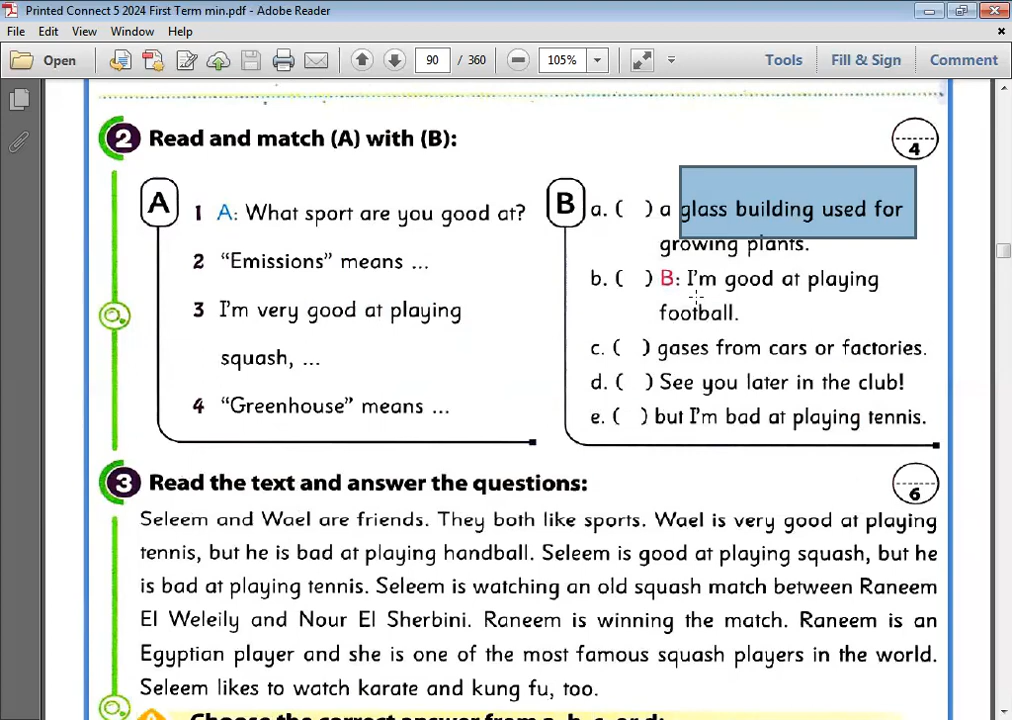 Printed Connect 5 2024 First Term min.pdf - Adobe Reader
File Edit View Window Help
Open 90 / 360 105% Tools Fill & Sign Comment
2 Read and match (A) with (B):
4
A
1 A: What sport are you good at?
2 “Emissions” means ...
3 I’m very good at playing
squash, ...
4 “Greenhouse” means ...
B
a. ( ) a glass building used for
growing plants.
b. ( ) B: I’m good at playing
football.
c. ( ) gases from cars or factories.
d. ( ) See you later in the club!
e. ( ) but I’m bad at playing tennis.
3 Read the text and answer the questions:
6
Seleem and Wael are friends. They both like sports. Wael is very good at playing
tennis, but he is bad at playing handball. Seleem is good at playing squash, but he
is bad at playing tennis. Seleem is watching an old squash match between Raneem
El Weleily and Nour El Sherbini. Raneem is winning the match. Raneem is an
Egyptian player and she is one of the most famous squash players in the world.
Seleem likes to watch karate and kung fu, too.
Choose the correct answer from a, b, c, or d: